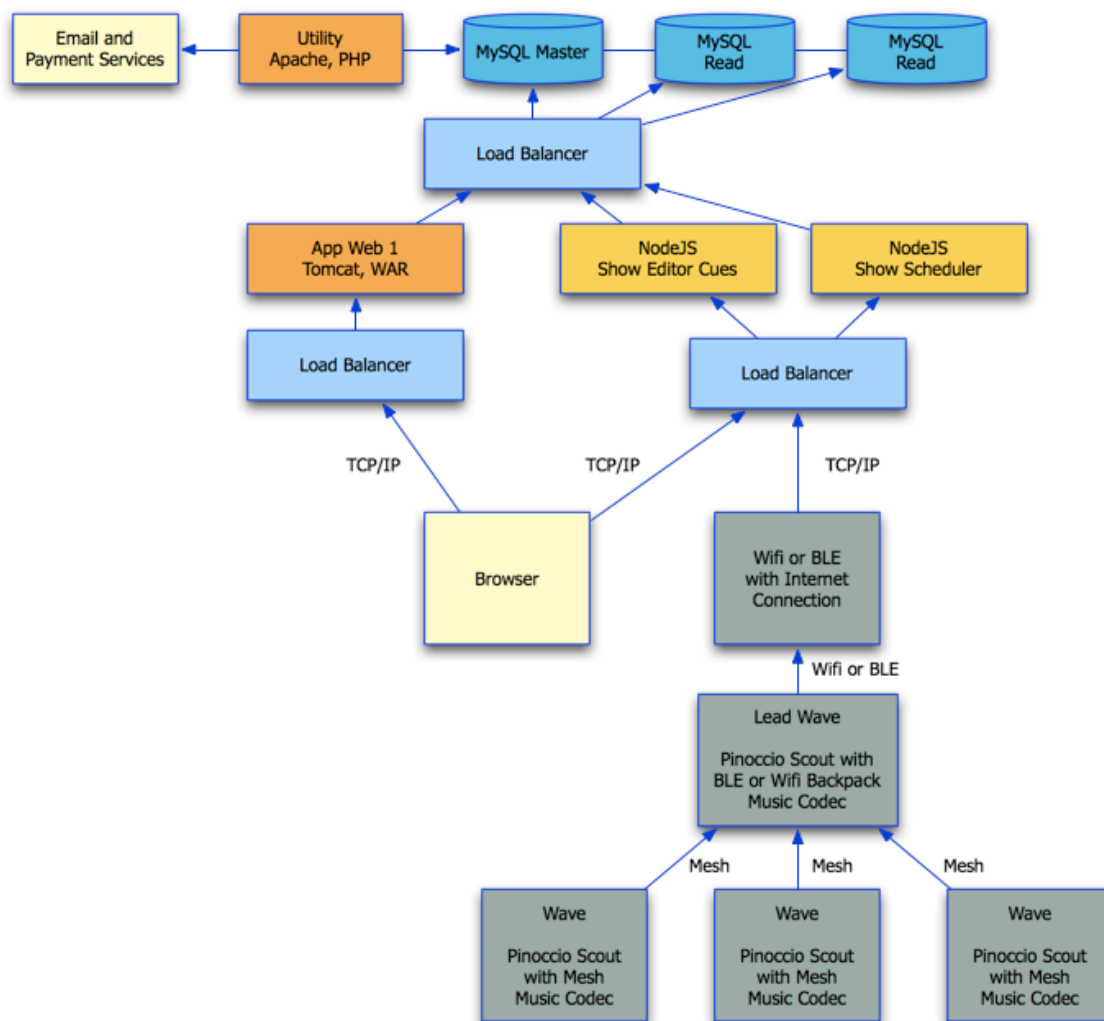 Email and
Payment Services
Utility
Apache, PHP
MySQL Master
MySQL
Read
MySQL
Read
Load Balancer
App Web 1
Tomcat, WAR
NodeJS
Show Editor Cues
NodeJS
Show Scheduler
Load Balancer
Load Balancer
TCP/IP
TCP/IP
TCP/IP
Browser
Wifi or BLE
with Internet
Connection
Wifi or BLE
Lead Wave
Pinoccio Scout with
BLE or Wifi Backpack
Music Codec
Mesh
Mesh
Mesh
Wave
Pinoccio Scout
with Mesh
Music Codec
Wave
Pinoccio Scout
with Mesh
Music Codec
Wave
Pinoccio Scout
with Mesh
Music Codec